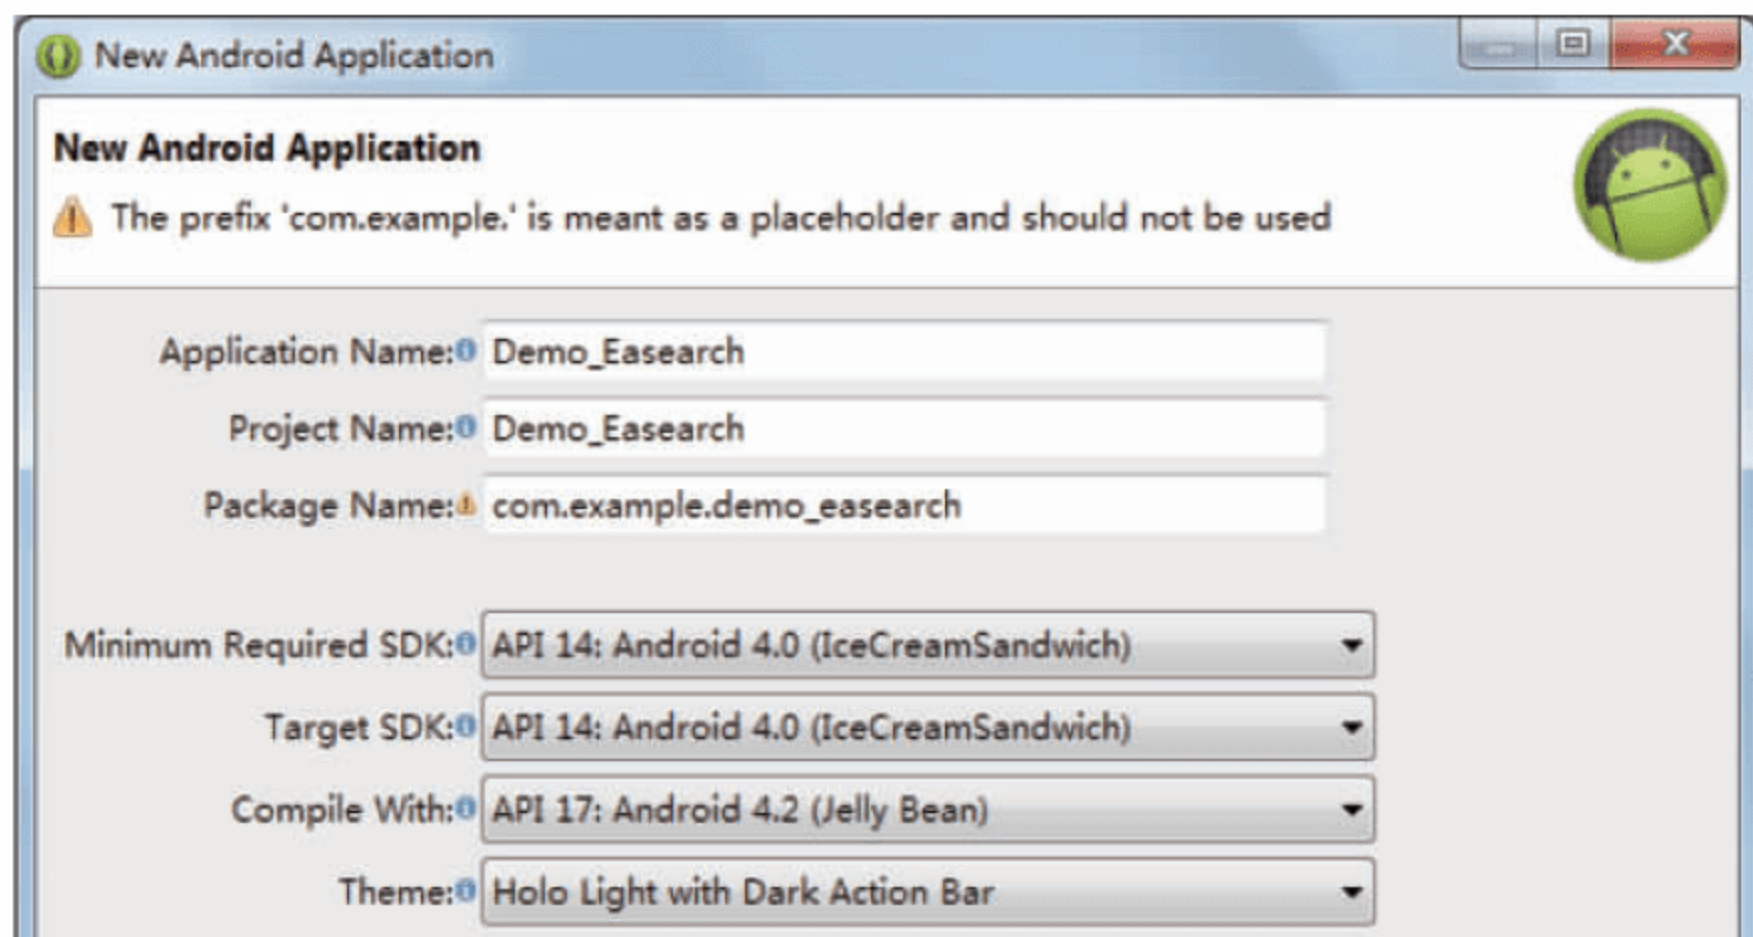 New Android Application
New Android Application
The prefix 'com.example.' is meant as a placeholder and should not be used
Application Name: Demo_Easearch
Project Name: Demo_Easearch
Package Name: com.example.demo_easearch
Minimum Required SDK: API 14: Android 4.0 (IceCreamSandwich)
Target SDK: API 14: Android 4.0 (IceCreamSandwich)
Compile With: API 17: Android 4.2 (Jelly Bean)
Theme: Holo Light with Dark Action Bar